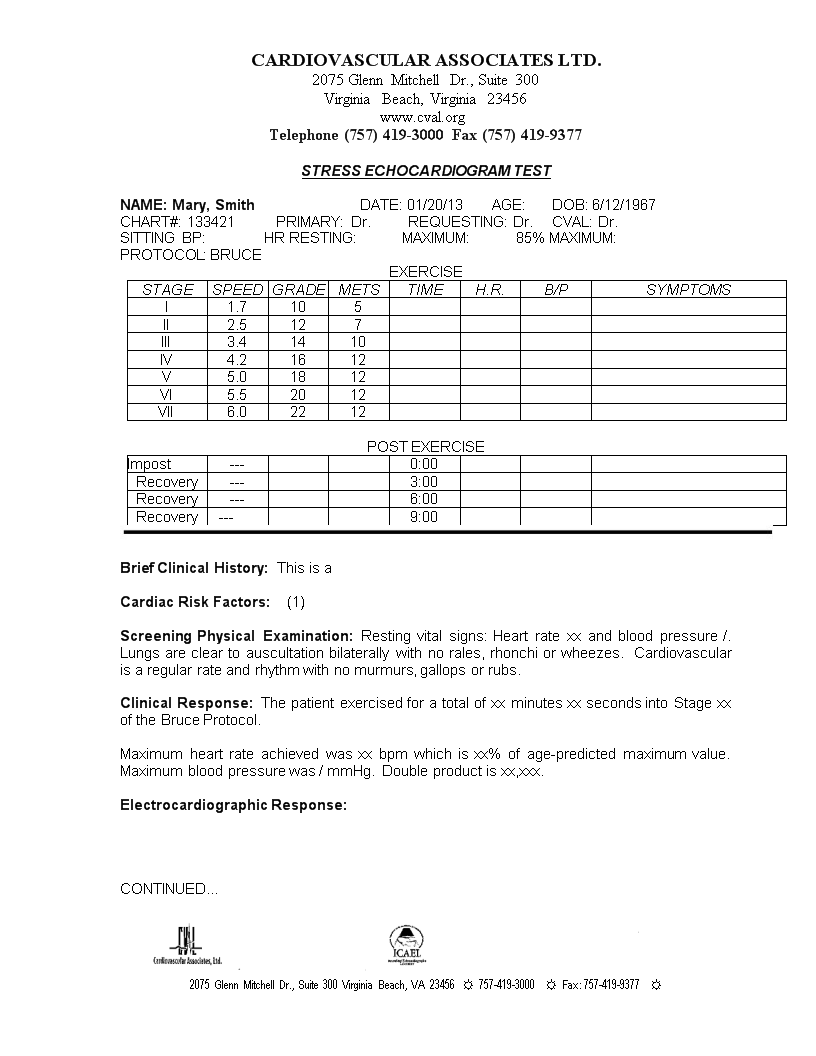 CARDIOVASCULAR ASSOCIATES LTD.
2075 Glenn Mitchell Dr., Suite 300
Virginia Beach, Virginia 23456
www.cval.org
Telephone (757) 419-3000 Fax (757) 419-9377
STRESS ECHOCARDIOGRAM TEST
NAME: Mary, Smith DATE: 01/20/13 AGE: DOB: 6/12/1967
CHART#: 133421 PRIMARY: Dr. REQUESTING: Dr. CVAL: Dr.
SITTING BP: HR RESTING: MAXIMUM: 85% MAXIMUM:
PROTOCOL: BRUCE
EXERCISE
STAGE SPEED GRADE METS TIME H.R. B/P SYMPTOMS
I 1.7 10 5
II 2.5 12 7
III 3.4 14 10
IV 4.2 16 12
V 5.0 18 12
VI 5.5 20 12
VII 6.0 22 12
POST EXERCISE
Impost --- 0:00
Recovery --- 3:00
Recovery --- 6:00
Recovery --- 9:00
Brief Clinical History: This is a
Cardiac Risk Factors: (1)
Screening Physical Examination: Resting vital signs: Heart rate xx and blood pressure /.
Lungs are clear to auscultation bilaterally with no rales, rhonchi or wheezes. Cardiovascular
is a regular rate and rhythm with no murmurs, gallops or rubs.
Clinical Response: The patient exercised for a total of xx minutes xx seconds into Stage xx
of the Bruce Protocol.
Maximum heart rate achieved was xx bpm which is xx% of age-predicted maximum value.
Maximum blood pressure was / mmHg. Double product is xx,xxx.
Electrocardiographic Response:
CONTINUED...
Cardiovascular Associates, Ltd.
ICAEL
2075 Glenn Mitchell Dr., Suite 300 Virginia Beach, VA 23456 ☼ 757-419-3000 ☼ Fax: 757-419-9377 ☼